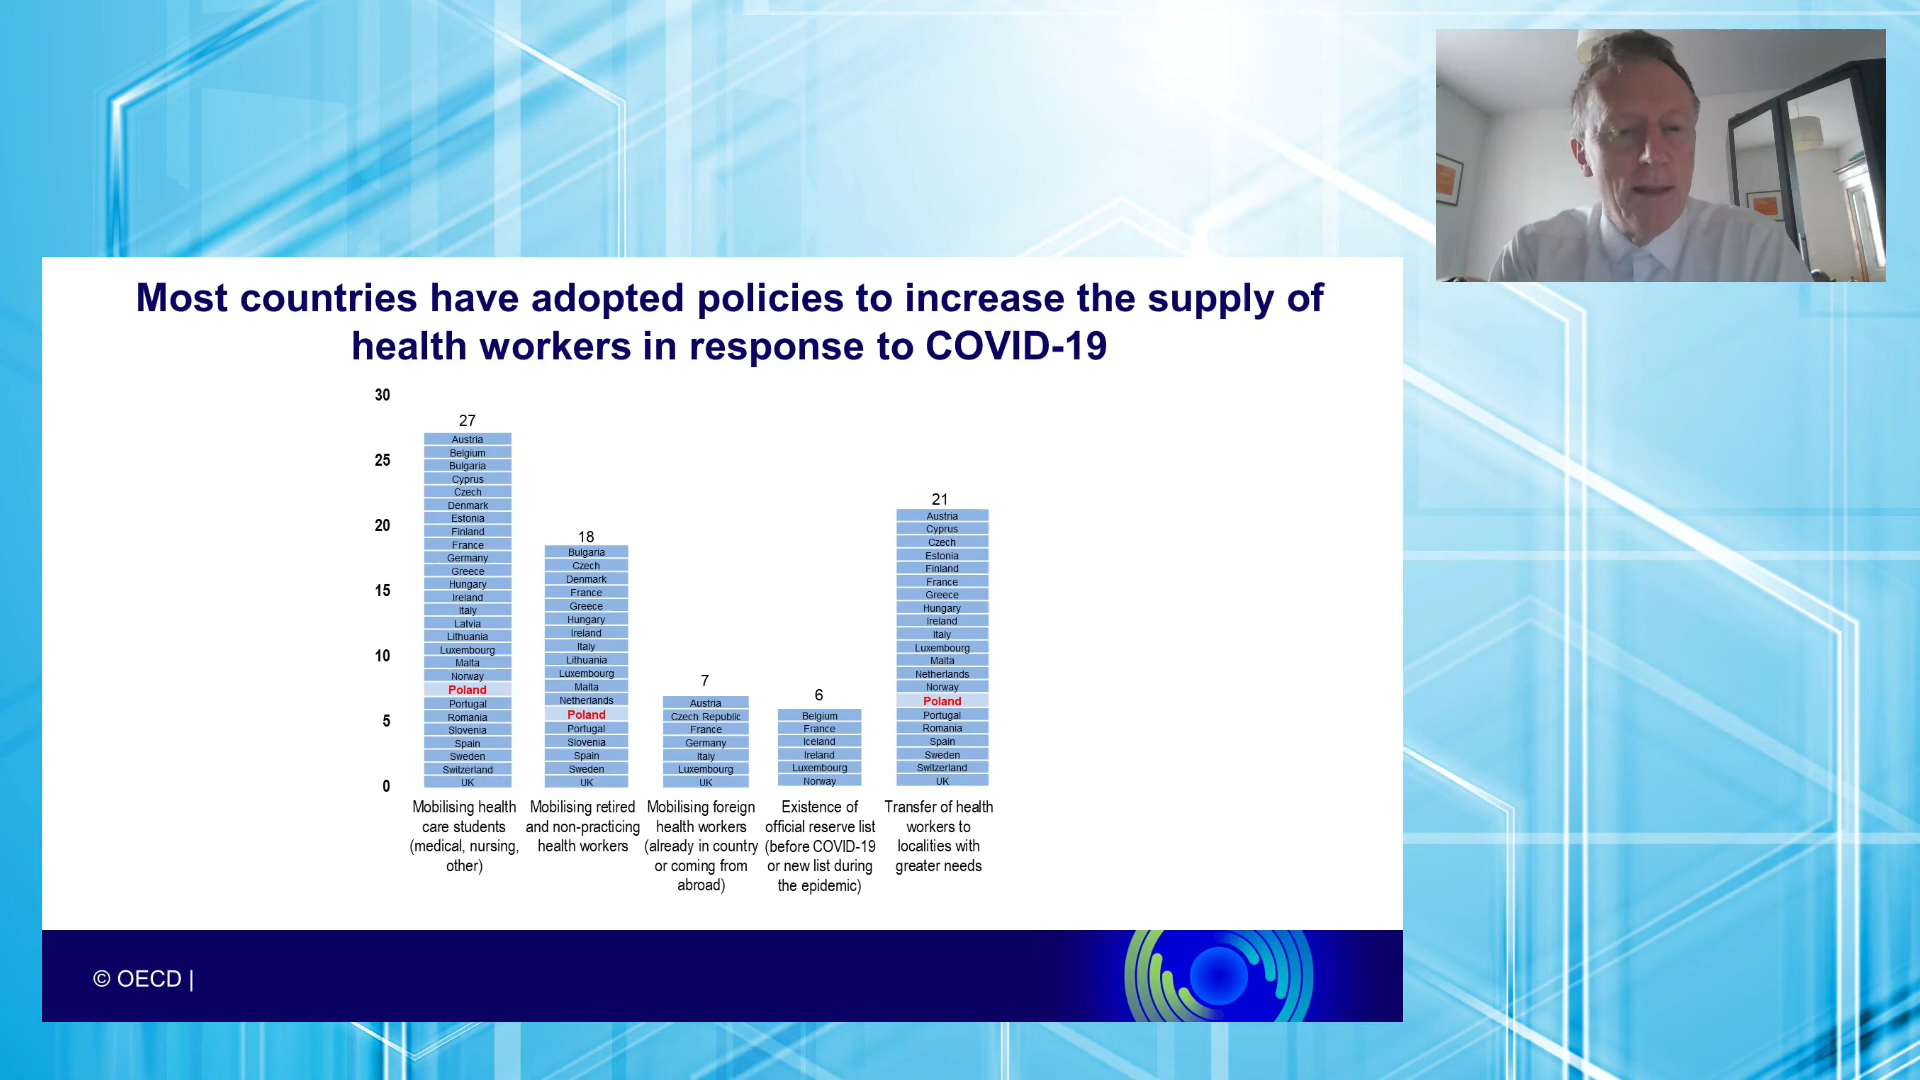 Most countries have adopted policies to increase the supply of
health workers in response to COVID-19
30
25
20
15
10
5
0
27
Austria
Belgium
Bulgaria
Cyprus
Czech
Denmark
Estonia
Finland
France
Germany
Greece
Hungary
Ireland
Italy
Latvia
Lithuania
Luxembourg
Malta
Norway
Poland
Portugal
Romania
Slovenia
Spain
Sweden
Switzerland
UK
Mobilising health
care students
(medical, nursing,
other)
18
Bulgaria
Czech
Denmark
France
Greece
Hungary
Ireland
Italy
Lithuania
Luxembourg
Malta
Netherlands
Poland
Portugal
Slovenia
Spain
Sweden
UK
Mobilising retired
and non-practicing
health workers
7
Austria
Czech Republic
France
Germany
Italy
Luxembourg
UK
Mobilising foreign
health workers
(already in country
or coming from
abroad)
6
Belgium
France
Iceland
Ireland
Luxembourg
Norway
Existence of
official reserve list
(before COVID-19
or new list during
the epidemic)
21
Austria
Cyprus
Czech
Estonia
Finland
France
Greece
Hungary
Ireland
Italy
Luxembourg
Malta
Netherlands
Norway
Poland
Portugal
Romania
Spain
Sweden
Switzerland
UK
Transfer of health
workers to
localities with
greater needs
© OECD |